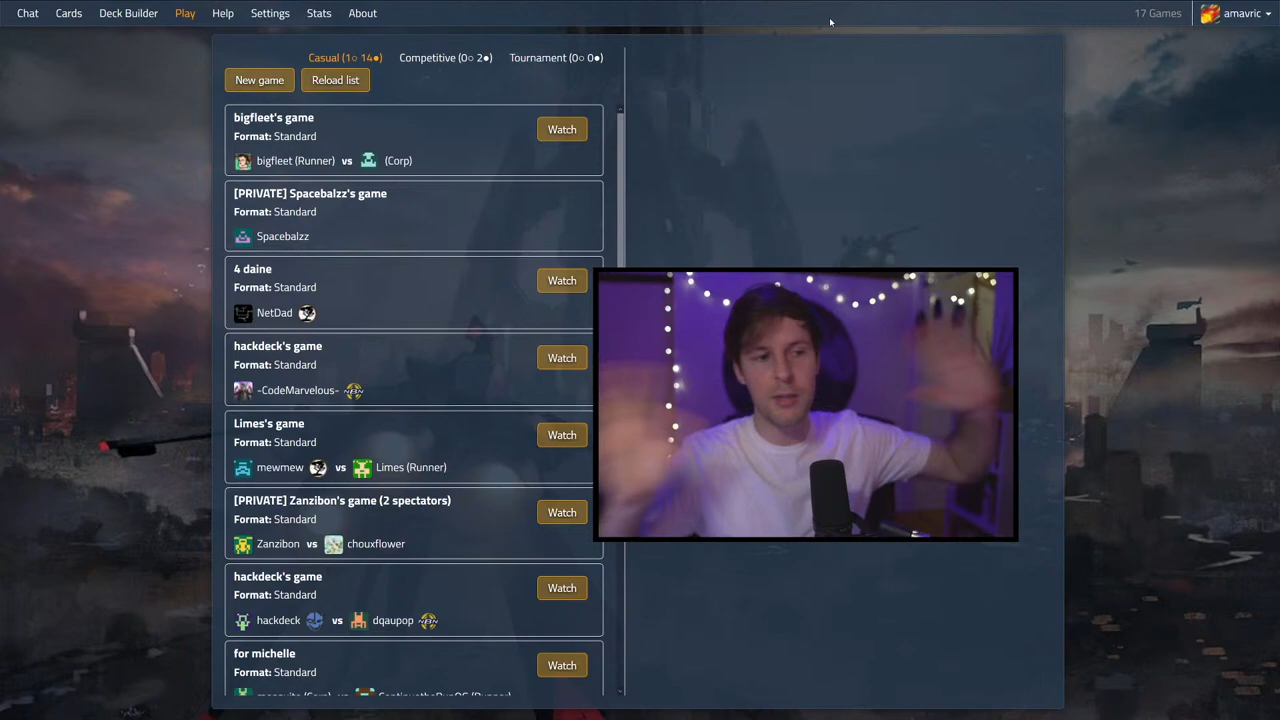 Chat Cards Deck Builder Play Help Settings Stats About 17 Games amavric
Casual (1○ 14●) Competitive (0○ 2●) Tournament (0○ 0●)
New game Reload list
bigfleet's game
Format: Standard
Watch
bigfleet (Runner) vs (Corp)
[PRIVATE] Spacebalzz's game
Format: Standard
Spacebalzz
4 daine
Format: Standard
Watch
NetDad
hackdeck's game
Format: Standard
Watch
-CodeMarvelous-
Limes's game
Format: Standard
Watch
mewmew vs Limes (Runner)
[PRIVATE] Zanzibon's game (2 spectators)
Format: Standard
Watch
Zanzibon vs chouxflower
hackdeck's game
Format: Standard
Watch
hackdeck vs dqaupop
for michelle
Format: Standard
Watch